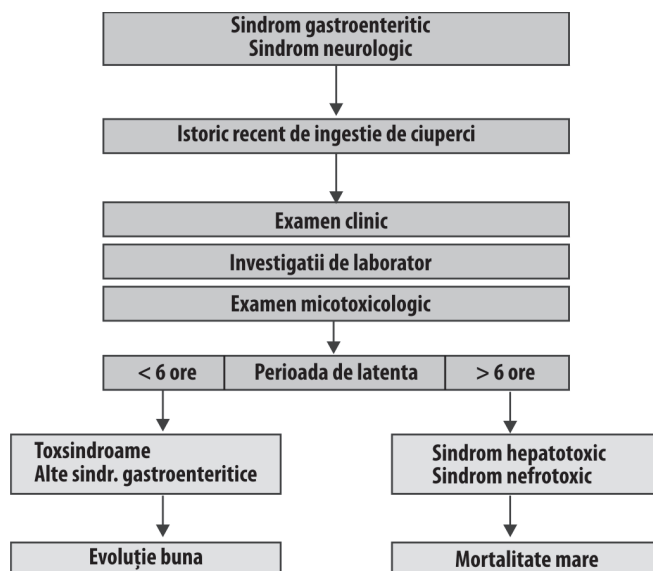 Sindrom gastroenteritic
Sindrom neurologic
Istoric recent de ingestie de ciuperci
Examen clinic
Investigatii de laborator
Examen micotoxicologic
< 6 ore
Perioada de latenta
> 6 ore
Toxsindroame
Alte sindr. gastroenteritice
Sindrom hepatotoxic
Sindrom nefrotoxic
Evoluție buna
Mortalitate mare